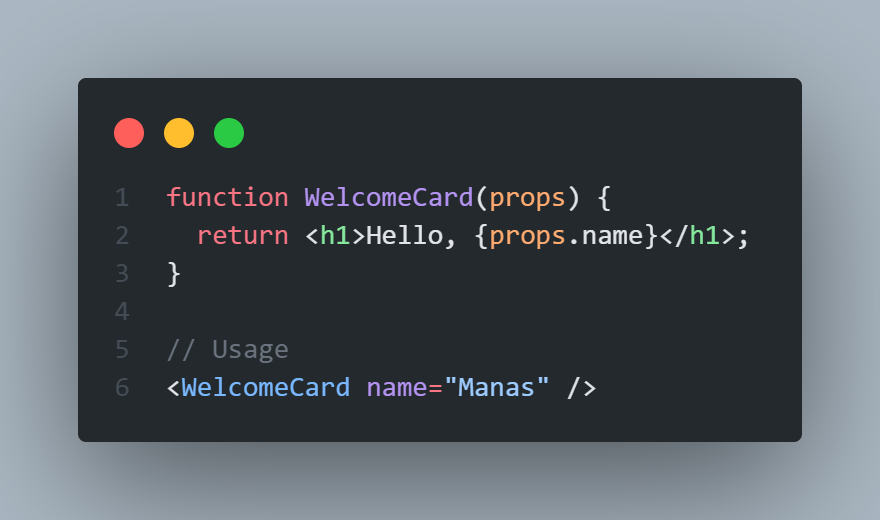 1 function WelcomeCard(props) {
2   return <h1>Hello, {props.name}</h1>;
3 }
4
5 // Usage
6 <WelcomeCard name="Manas" />